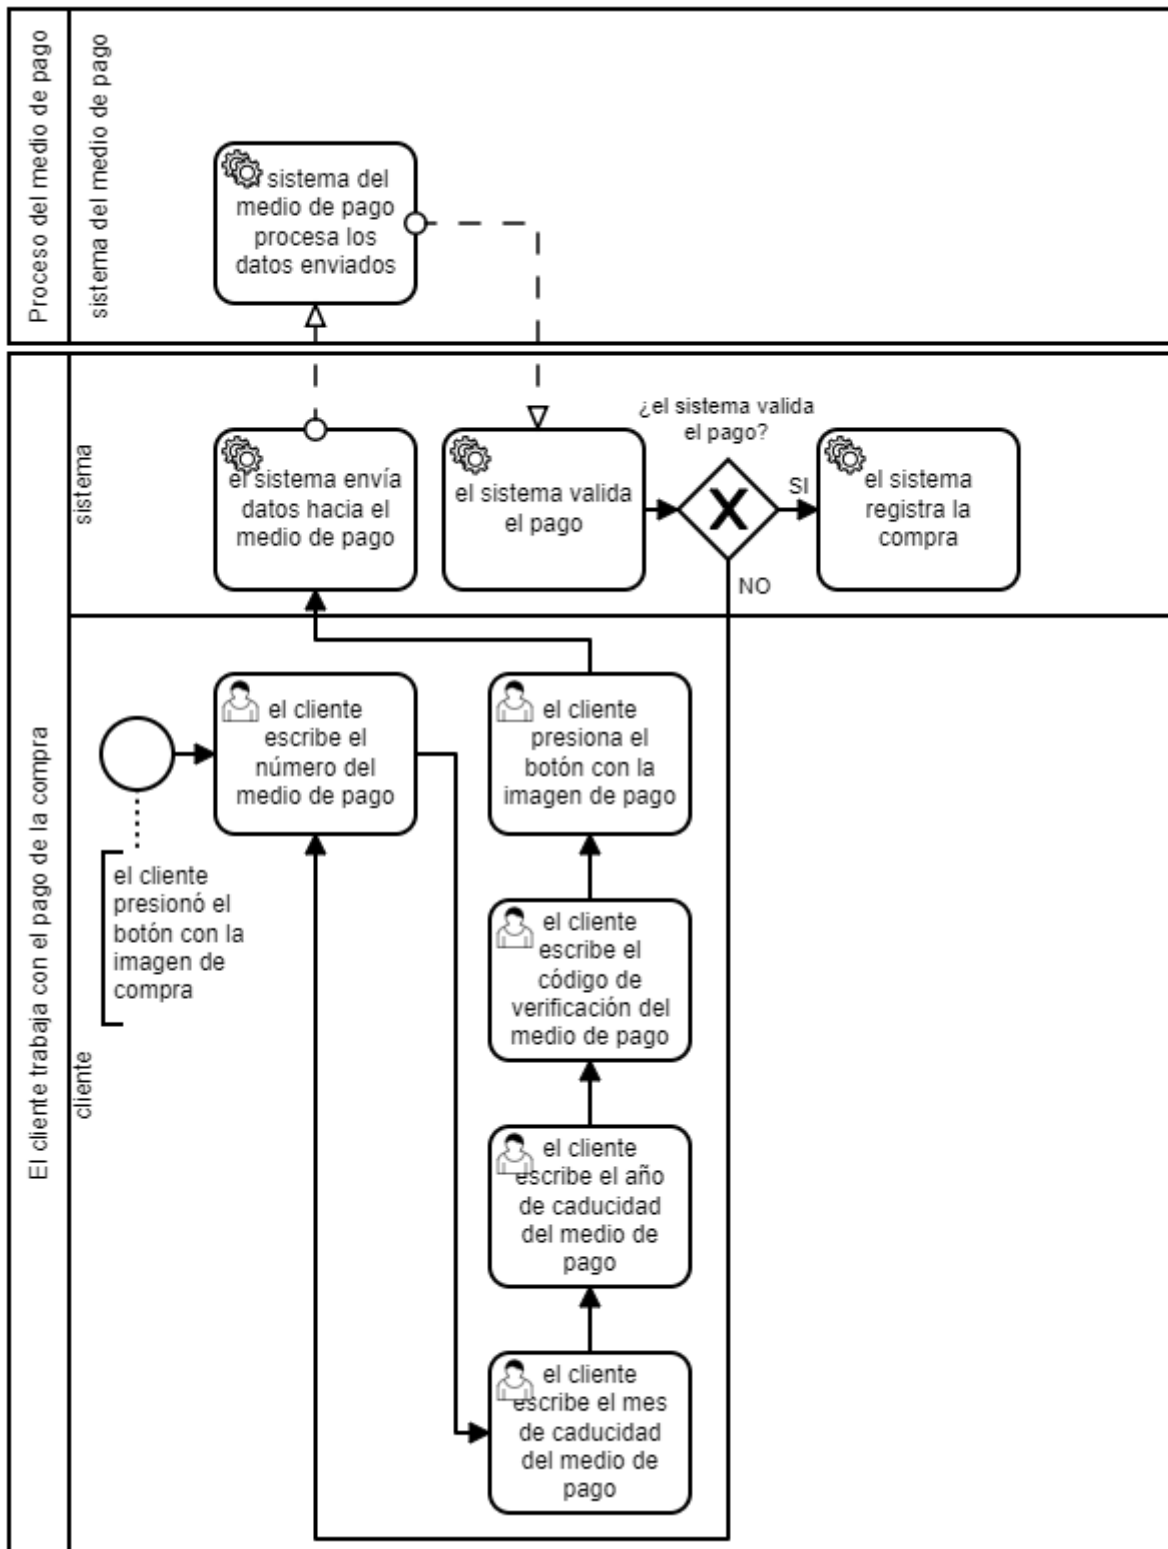 Proceso del medio de pago
sistema del medio de pago
sistema del
medio de pago
procesa los
datos enviados
El cliente trabaja con el pago de la compra
sistema
el sistema envía
datos hacia el
medio de pago
el sistema valida
el pago
¿el sistema valida
el pago?
SI
NO
el sistema
registra la
compra
cliente
el cliente
presionó el
botón con la
imagen de
compra
el cliente
escribe el
número del
medio de pago
el cliente
presiona el
botón con la
imagen de pago
el cliente
escribe el
código de
verificación del
medio de pago
el cliente
escribe el año
de caducidad
del medio de
pago
el cliente
escribe el mes
de caducidad
del medio de
pago